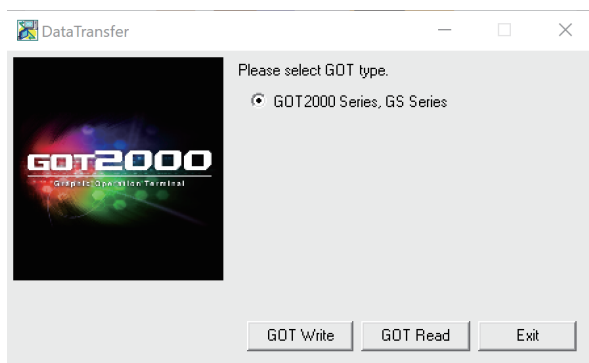 DataTransfer
Please select GOT type.
GOT2000 Series, GS Series
GOT2000
Graphic Operation Terminal
GOT Write
GOT Read
Exit